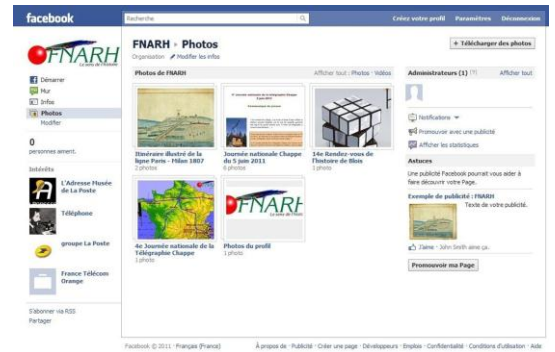 facebook
Recherche
Créez votre profil Paramètres Déconnexion
FNARH
Le sens de l'Histoire
FNARH ▸ Photos
Organisation Modifier les infos
+ Télécharger des photos
Démarrer
Mur
Infos
Photos
Modifier
0
personnes aiment.
Intérêts
L'Adresse Musée
de La Poste
Téléphone
groupe La Poste
France Télécom
Orange
S'abonner via RSS
Partager
Photos de FNARH
Afficher tout : Photos · Vidéos
Itinéraire illustré de la
ligne Paris - Milan 1807
2 photos
Journée nationale Chappe
du 5 juin 2011
6 photos
14e Rendez-vous de
l'histoire de Blois
1 photo
4e Journée nationale de la
Télégraphie Chappe
1 photo
FNARH
Photos du profil
1 photo
Administrateurs (1) [?] Afficher tout
Notifications
Promouvoir avec une publicité
Afficher les statistiques
Astuces
Une publicité Facebook pourrait vous aider à
faire découvrir votre Page.
Exemple de publicité : FNARH
Texte de votre publicité.
J'aime · John Smith aime ça.
Promouvoir ma Page
Facebook © 2011 · Français (France)
À propos de · Publicité · Créer une page · Développeurs · Emplois · Confidentialité · Conditions d'utilisation · Aide